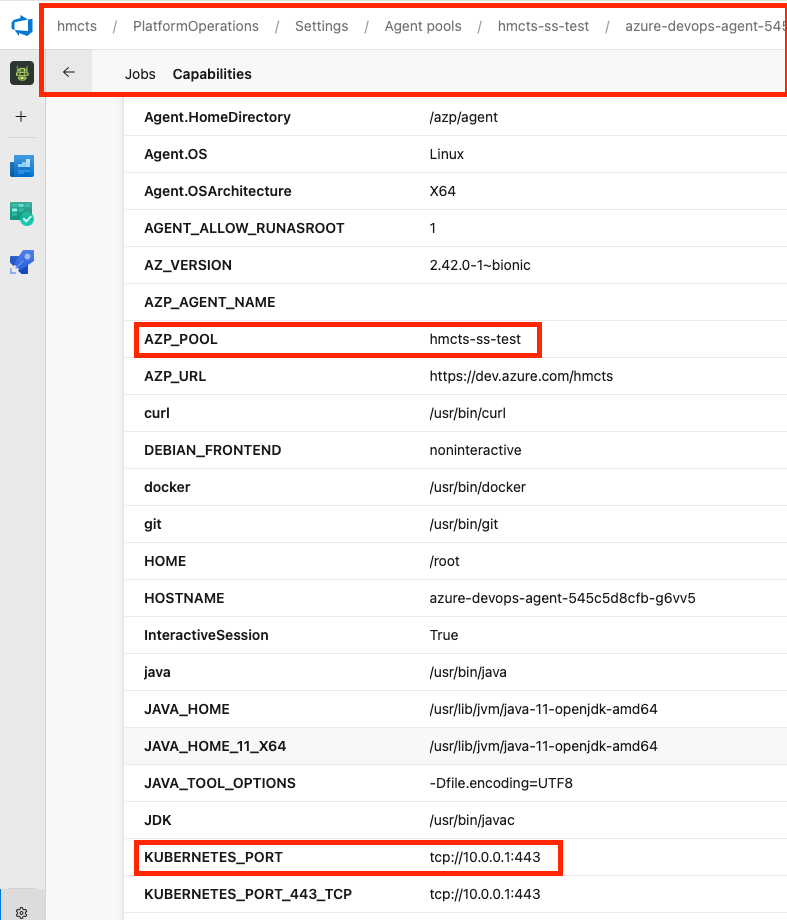 hmcts / PlatformOperations / Settings / Agent pools / hmcts-ss-test / azure-devops-agent-545
Jobs Capabilities
Agent.HomeDirectory /azp/agent
Agent.OS Linux
Agent.OSArchitecture X64
AGENT_ALLOW_RUNASROOT 1
AZ_VERSION 2.42.0-1~bionic
AZP_AGENT_NAME
AZP_POOL hmcts-ss-test
AZP_URL https://dev.azure.com/hmcts
curl /usr/bin/curl
DEBIAN_FRONTEND noninteractive
docker /usr/bin/docker
git /usr/bin/git
HOME /root
HOSTNAME azure-devops-agent-545c5d8cfb-g6vv5
InteractiveSession True
java /usr/bin/java
JAVA_HOME /usr/lib/jvm/java-11-openjdk-amd64
JAVA_HOME_11_X64 /usr/lib/jvm/java-11-openjdk-amd64
JAVA_TOOL_OPTIONS -Dfile.encoding=UTF8
JDK /usr/bin/javac
KUBERNETES_PORT tcp://10.0.0.1:443
KUBERNETES_PORT_443_TCP tcp://10.0.0.1:443